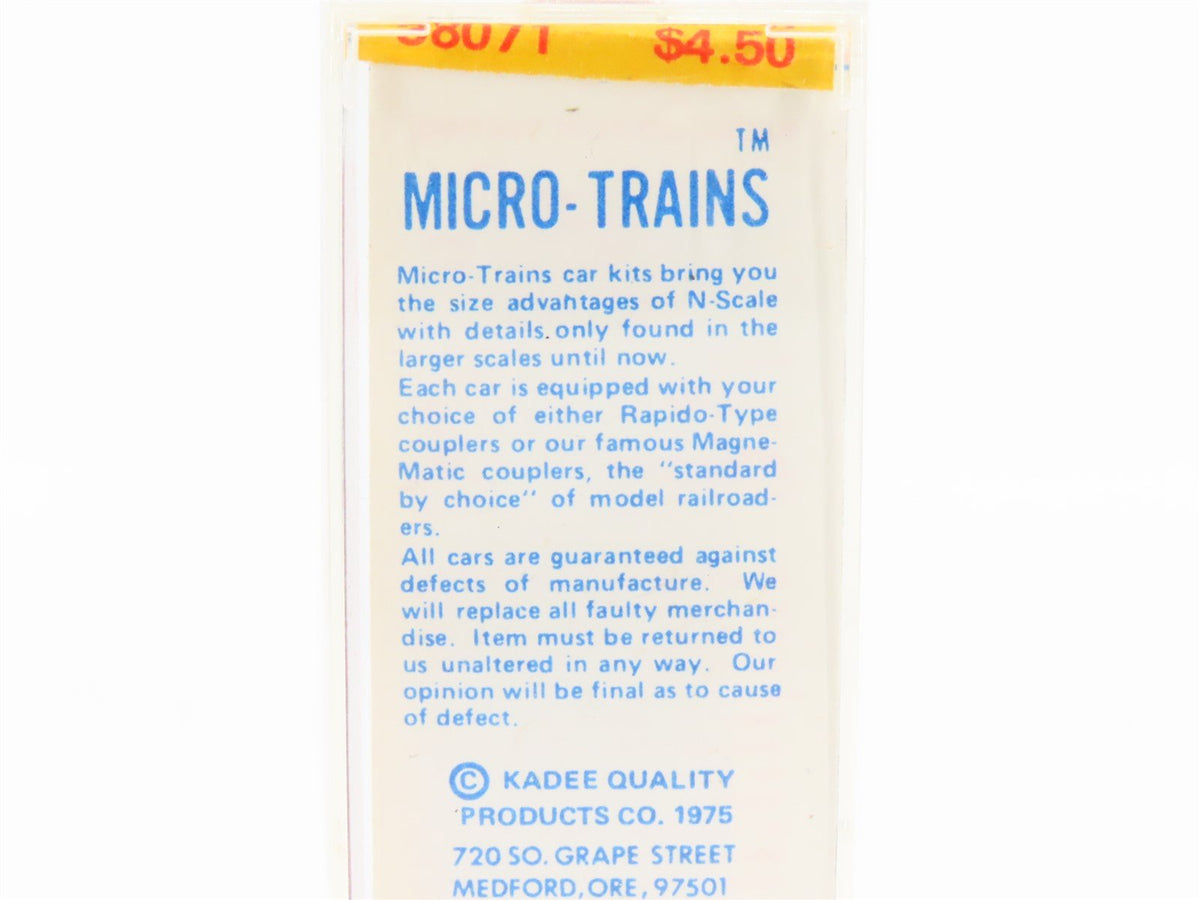 58071 $4.50
TM
MICRO-TRAINS
Micro-Trains car kits bring you
the size advantages of N-Scale
with details only found in the
larger scales until now.
Each car is equipped with your
choice of either Rapido-Type
couplers or our famous Magne-
Matic couplers, the "standard
by choice" of model railroad-
ers.
All cars are guaranteed against
defects of manufacture. We
will replace all faulty merchan-
dise. Item must be returned to
us unaltered in any way. Our
opinion will be final as to cause
of defect.
© KADEE QUALITY
PRODUCTS CO. 1975
720 SO. GRAPE STREET
MEDFORD, ORE, 97501